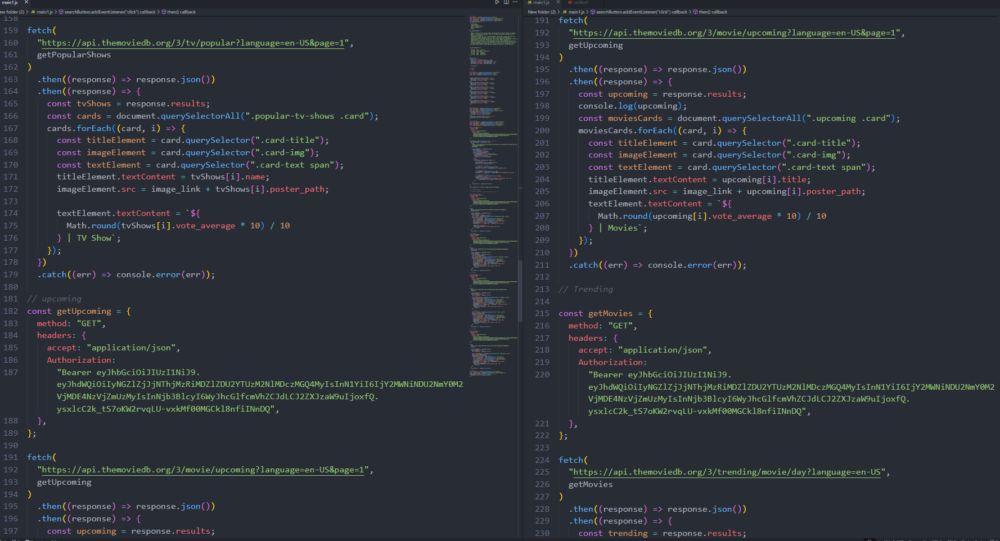 main1.js
ew folder (2) > JS main1.js > searchButton.addEventListener("click") callback > then() callback
158
159 fetch(
160 "https://api.themoviedb.org/3/tv/popular?language=en-US&page=1",
161 getPopularShows
162 )
163 .then((response) => response.json())
164 .then((response) => {
165 const tvShows = response.results;
166 const cards = document.querySelectorAll(".popular-tv-shows .card");
167 cards.forEach((card, i) => {
168 const titleElement = card.querySelector(".card-title");
169 const imageElement = card.querySelector(".card-img");
170 const textElement = card.querySelector(".card-text span");
171 titleElement.textContent = tvShows[i].name;
172 imageElement.src = image_link + tvShows[i].poster_path;
173
174 textElement.textContent = `${
175 Math.round(tvShows[i].vote_average * 10) / 10
176 } | TV Show`;
177 });
178 })
179 .catch((err) => console.error(err));
180
181 // upcoming
182 const getUpcoming = {
183 method: "GET",
184 headers: {
185 accept: "application/json",
186 Authorization:
187 "Bearer eyJhbGciOiJIUzI1NiJ9.
188 },
189 };
190
191 fetch(
192 "https://api.themoviedb.org/3/movie/upcoming?language=en-US&page=1",
193 getUpcoming
194 )
195 .then((response) => response.json())
196 .then((response) => {
197 const upcoming = response.results;
JS main1.js
m.html
New folder (2) > JS main1.js > searchButton.addEventListener("click") callback > then() callback
191 fetch(
192 "https://api.themoviedb.org/3/movie/upcoming?language=en-US&page=1",
193 getUpcoming
194 )
195 .then((response) => response.json())
196 .then((response) => {
197 const upcoming = response.results;
198 console.log(upcoming);
199 const moviesCards = document.querySelectorAll(".upcoming .card");
200 moviesCards.forEach((card, i) => {
201 const titleElement = card.querySelector(".card-title");
202 const imageElement = card.querySelector(".card-img");
203 const textElement = card.querySelector(".card-text span");
204 titleElement.textContent = upcoming[i].title;
205 imageElement.src = image_link + upcoming[i].poster_path;
206 textElement.textContent = `${
207 Math.round(upcoming[i].vote_average * 10) / 10
208 } | Movies`;
209 });
210 })
211 .catch((err) => console.error(err));
212
213 // Trending
214
215 const getMovies = {
216 method: "GET",
217 headers: {
218 accept: "application/json",
219 Authorization:
220 "Bearer eyJhbGciOiJIUzI1NiJ9.
221 },
222 };
223
224 fetch(
225 "https://api.themoviedb.org/3/trending/movie/day?language=en-US",
226 getMovies
227 )
228 .then((response) => response.json())
229 .then((response) => {
230 const trending = response.results;